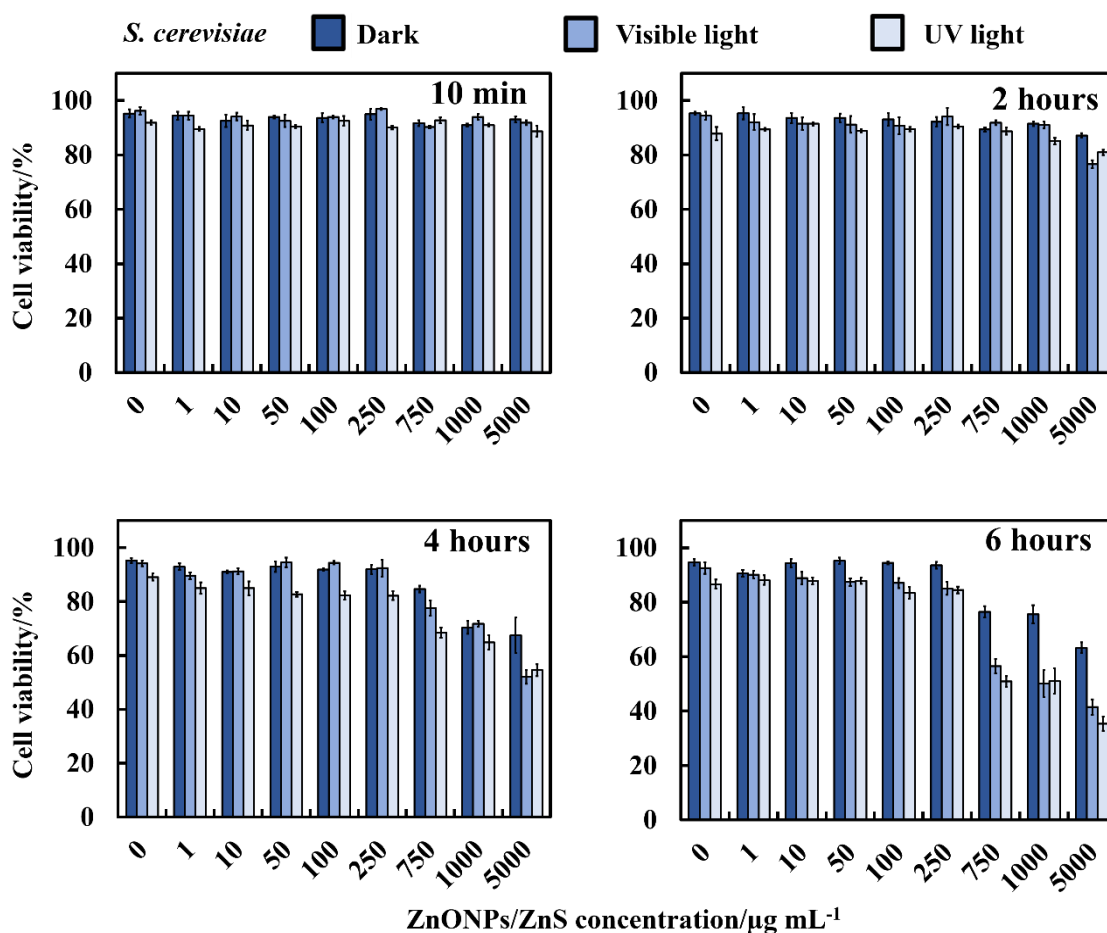 S. cerevisiae Dark Visible light UV light
10 min
100
80
60
40
20
0
Cell viability/%
0 1 10 50 100 250 750 1000 5000
2 hours
100
80
60
40
20
0
0 1 10 50 100 250 750 1000 5000
4 hours
100
80
60
40
20
0
Cell viability/%
0 1 10 50 100 250 750 1000 5000
6 hours
100
80
60
40
20
0
0 1 10 50 100 250 750 1000 5000
ZnONPs/ZnS concentration/μg mL⁻¹